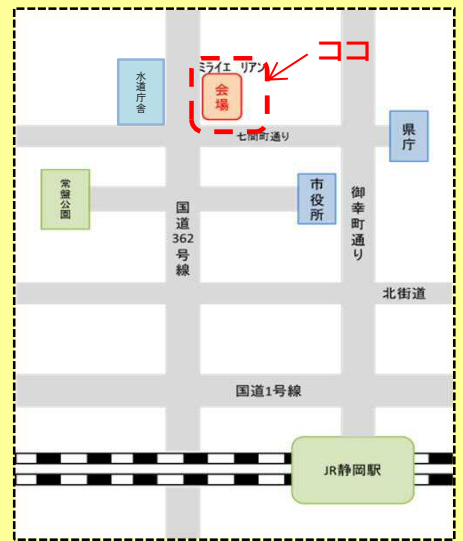 ココ
ミライエ リアン
会場
水道庁舎
七間町通り
県庁
常盤公園
市役所
御幸町通り
国道362号線
北街道
国道1号線
JR静岡駅